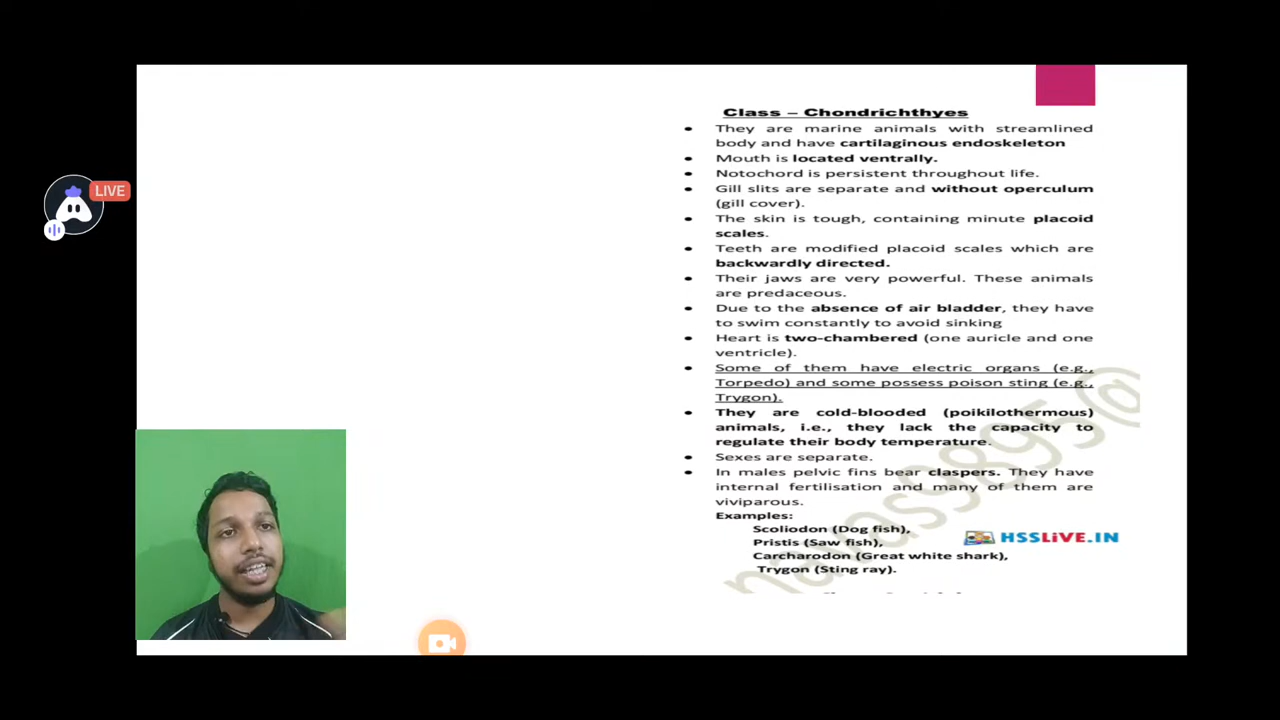 LIVE
Class – Chondrichthyes
• They are marine animals with streamlined
body and have cartilaginous endoskeleton
• Mouth is located ventrally.
• Notochord is persistent throughout life.
• Gill slits are separate and without operculum
(gill cover).
• The skin is tough, containing minute placoid
scales.
• Teeth are modified placoid scales which are
backwardly directed.
• Their jaws are very powerful. These animals
are predaceous.
• Due to the absence of air bladder, they have
to swim constantly to avoid sinking
• Heart is two-chambered (one auricle and one
ventricle).
• Some of them have electric organs (e.g.,
Torpedo) and some possess poison sting (e.g.,
Trygon).
• They are cold-blooded (poikilothermous)
animals, i.e., they lack the capacity to
regulate their body temperature.
• Sexes are separate.
• In males pelvic fins bear claspers. They have
internal fertilisation and many of them are
viviparous.
Examples:
Scoliodon (Dog fish),
Pristis (Saw fish),
Carcharodon (Great white shark),
Trygon (Sting ray).
HSSLiVE.IN
navas9895@